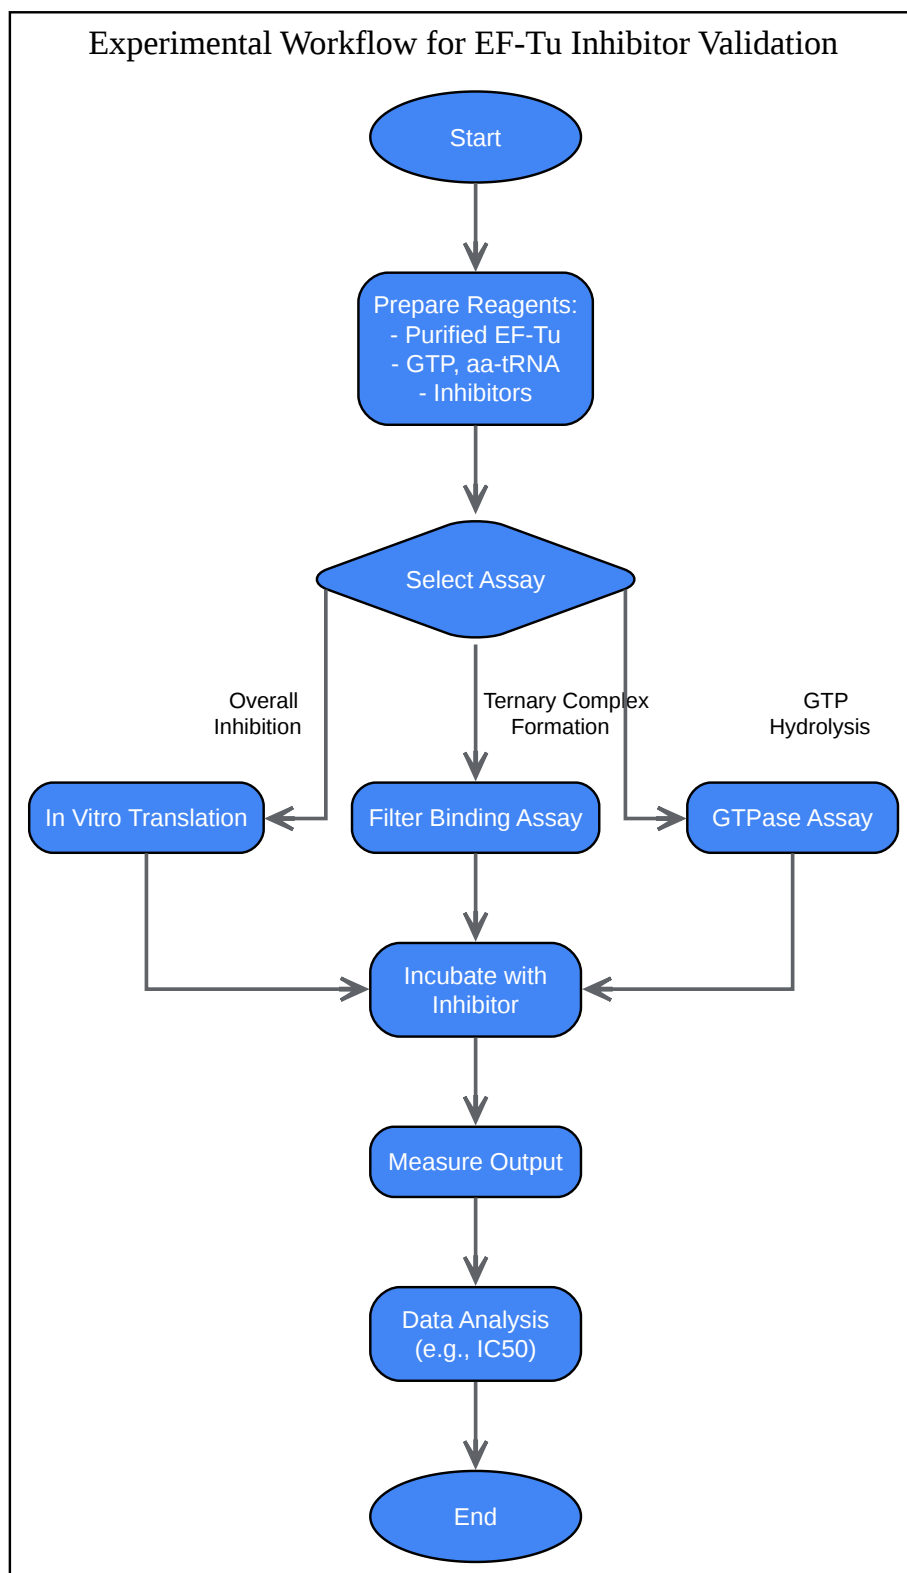 Experimental Workflow for EF-Tu Inhibitor Validation
Start
Prepare Reagents:
- Purified EF-Tu
- GTP, aa-tRNA
- Inhibitors
Select Assay
Overall
Inhibition
Ternary Complex
Formation
GTP
Hydrolysis
In Vitro Translation
Filter Binding Assay
GTPase Assay
Incubate with
Inhibitor
Measure Output
Data Analysis
(e.g., IC50)
End